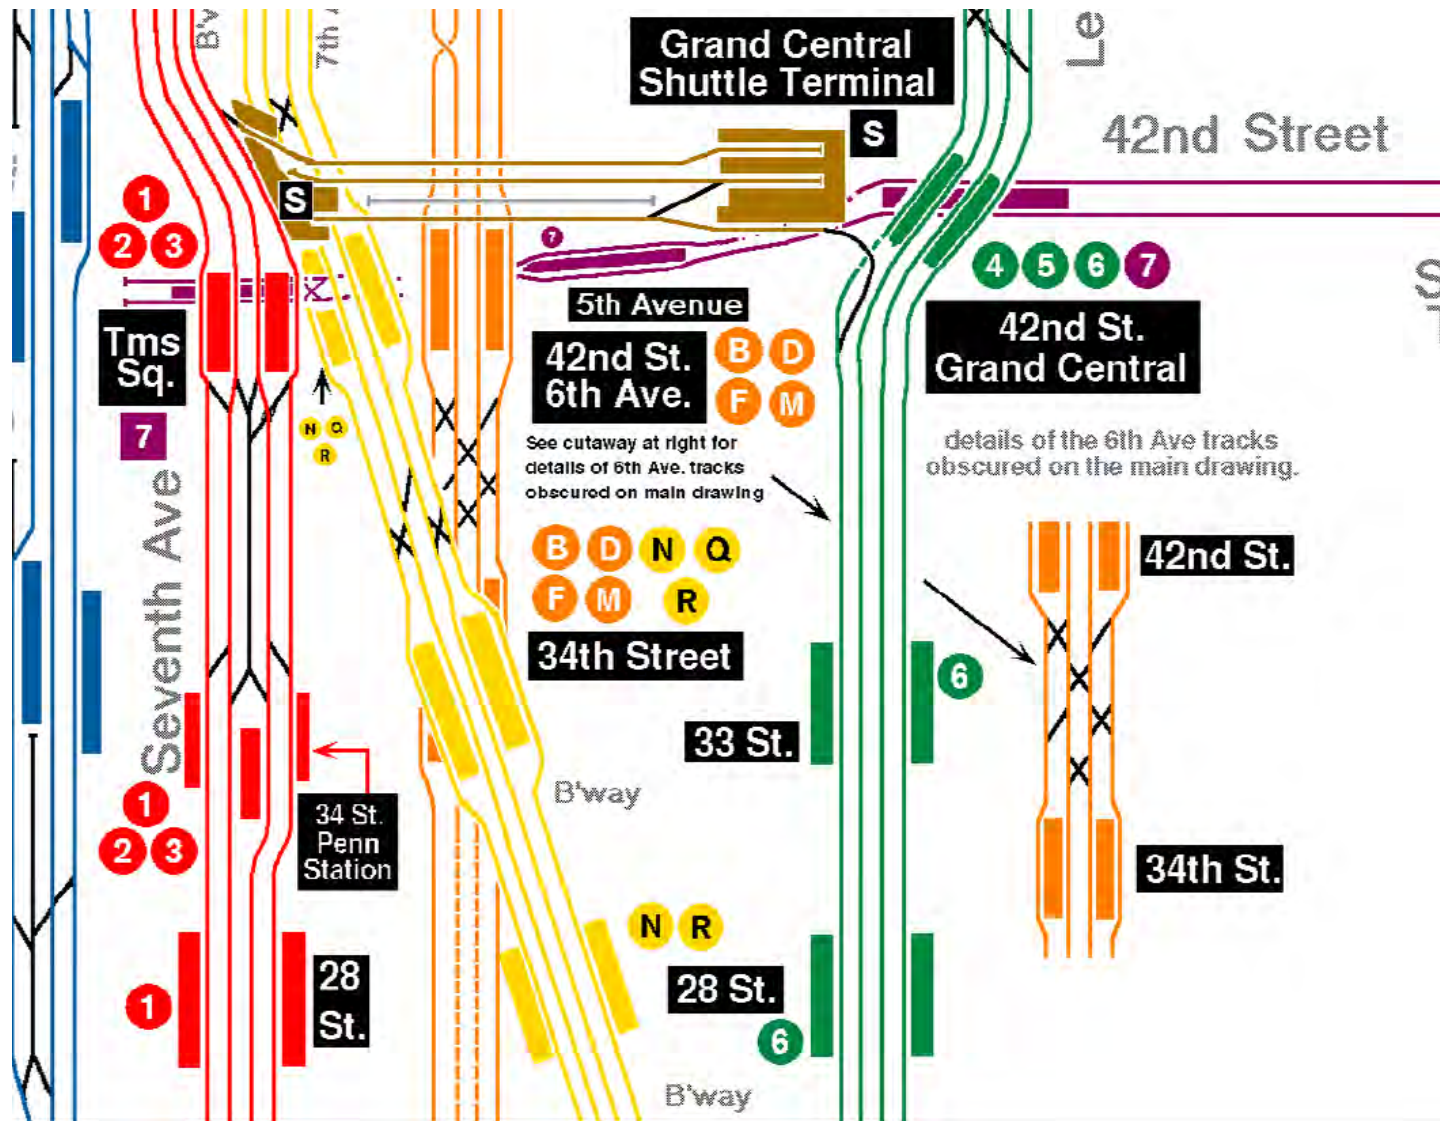 B'v
7th
Grand Central
Shuttle Terminal
S
Le
42nd Street
1
2 3
S
7
5th Avenue
4 5 6 7
Tms
Sq.
7
42nd St.
6th Ave.
B D
F M
42nd St.
Grand Central
N Q
R
See cutaway at right for
details of 6th Ave. tracks
obscured on main drawing
details of the 6th Ave tracks
obscured on the main drawing.
Seventh Ave
B D N Q
F M R
34th Street
42nd St.
6
33 St.
B'way
1
2 3
34 St.
Penn
Station
34th St.
N R
28 St.
6
1
28
St.
B'way